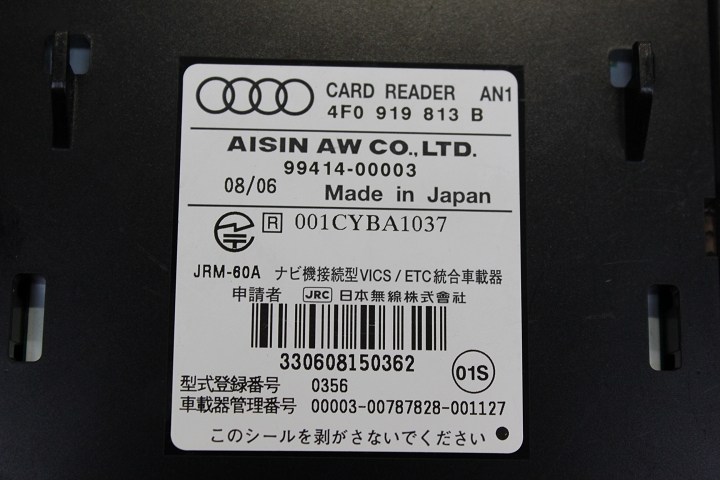 CARD READER AN1
4F0 919 813 B
AISIN AW CO.,LTD.
99414-00003
08/06 Made in Japan
R 001CYBA1037
JRM-60A ナビ機接続型VICS/ETC統合車載器
申請者 JRC 日本無線株式會社
330608150362
01S
型式登録番号 0356
車載器管理番号 00003-00787828-001127
このシールを剥がさないでください